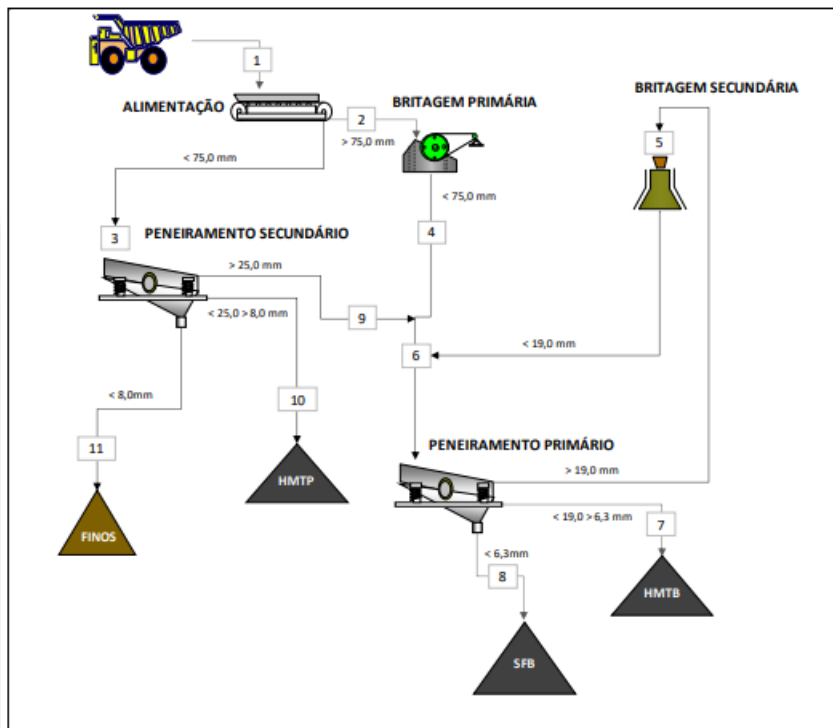 1
ALIMENTAÇÃO
2
> 75,0 mm
BRITAGEM PRIMÁRIA
BRITAGEM SECUNDÁRIA
5
< 75,0 mm
< 75,0 mm
3
PENEIRAMENTO SECUNDÁRIO
4
> 25,0 mm
< 25,0 > 8,0 mm
9
6
< 19,0 mm
< 8,0mm
10
11
HMTP
FINOS
PENEIRAMENTO PRIMÁRIO
> 19,0 mm
< 19,0 > 6,3 mm
7
< 6,3mm
8
HMTB
SFB